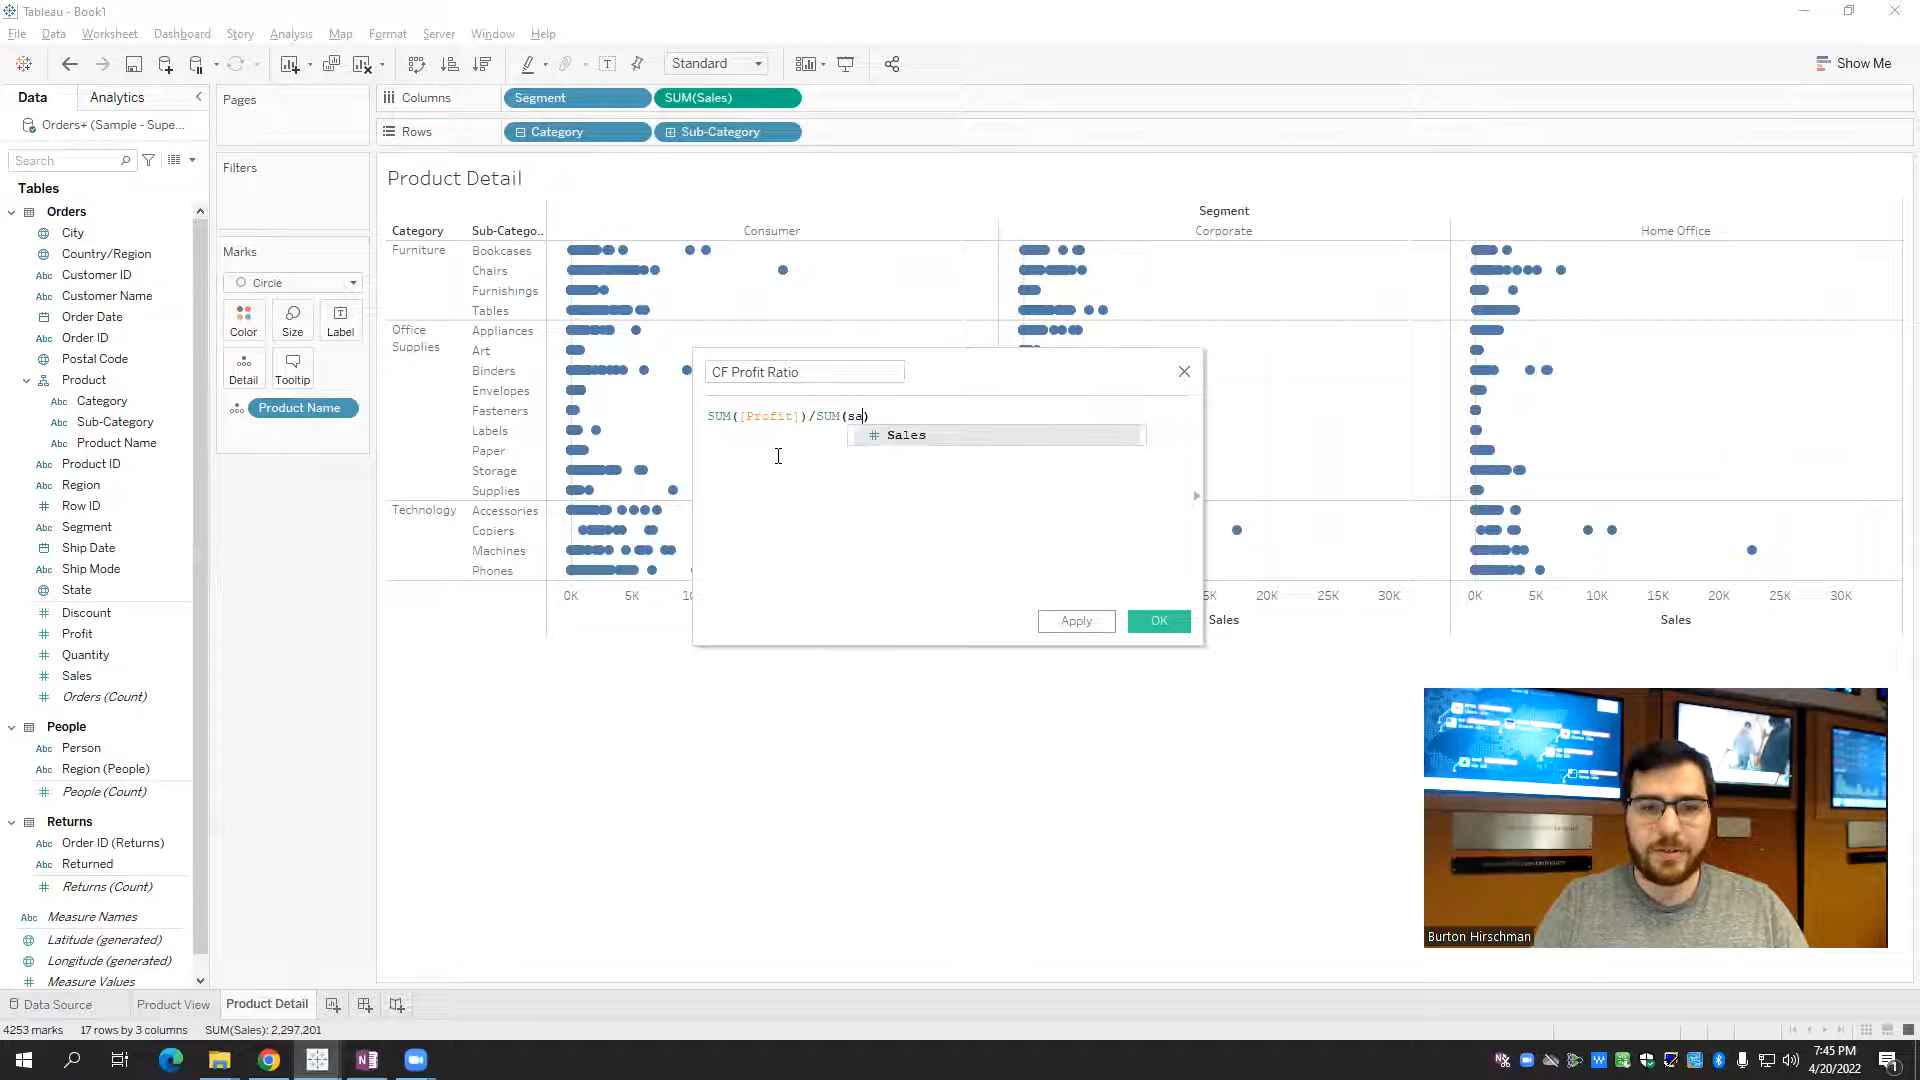 Tableau - Book1
File Data Worksheet Dashboard Story Analysis Map Format Server Window Help
Standard
Show Me
Data Analytics
Pages
Columns Segment SUM(Sales)
Orders+ (Sample - Supe...
Rows Category Sub-Category
Search
Filters
Product Detail
Tables
Orders
City
Country/Region
Customer ID
Customer Name
Order Date
Order ID
Postal Code
Product
Category
Sub-Category
Product Name
Product ID
Region
Row ID
Segment
Ship Date
Ship Mode
State
Discount
Profit
Quantity
Sales
Orders (Count)
People
Person
Region (People)
People (Count)
Returns
Order ID (Returns)
Returned
Returns (Count)
Measure Names
Latitude (generated)
Longitude (generated)
Measure Values
Marks
Circle
Color Size Label
Detail Tooltip
Product Name
Segment
Category Sub-Catego.. Consumer Corporate Home Office
Furniture Bookcases
Chairs
Furnishings
Tables
Office Supplies Appliances
Art
Binders
Envelopes
Fasteners
Labels
Paper
Storage
Supplies
Technology Accessories
Copiers
Machines
Phones
0K 5K 20K 25K 30K 0K 5K 10K 15K 20K 25K 30K
Sales Sales
CF Profit Ratio
SUM([Profit])/SUM(sa)
Sales
Apply OK
Burton Hirschman
Data Source Product View Product Detail
4253 marks 17 rows by 3 columns SUM(Sales): 2,297,201
7:45 PM
4/20/2022